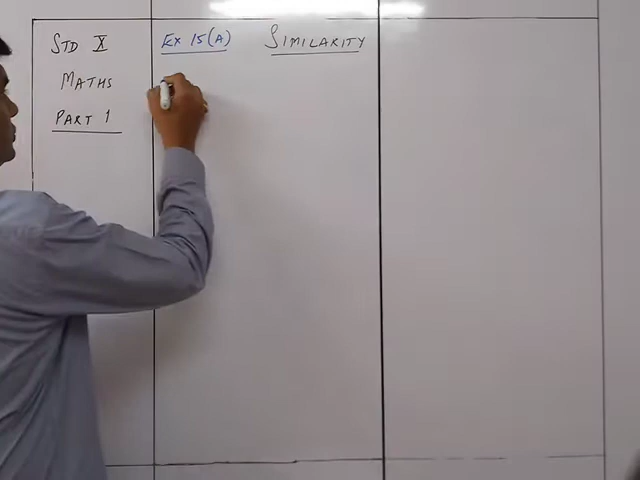 STD X
MATHS
PART 1
EX 15(A)
SIMILARITY